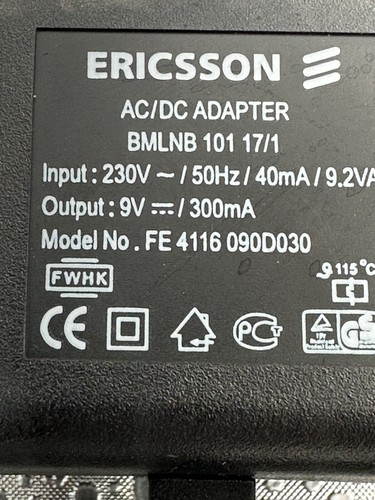 ERICSSON
AC/DC ADAPTER
BMLNB 101 17/1
Input : 230V ~ / 50Hz / 40mA / 9.2VA
Output : 9V ⎓ / 300mA
Model No . FE 4116 090D030
FWHK
115°C
CE PCT GS